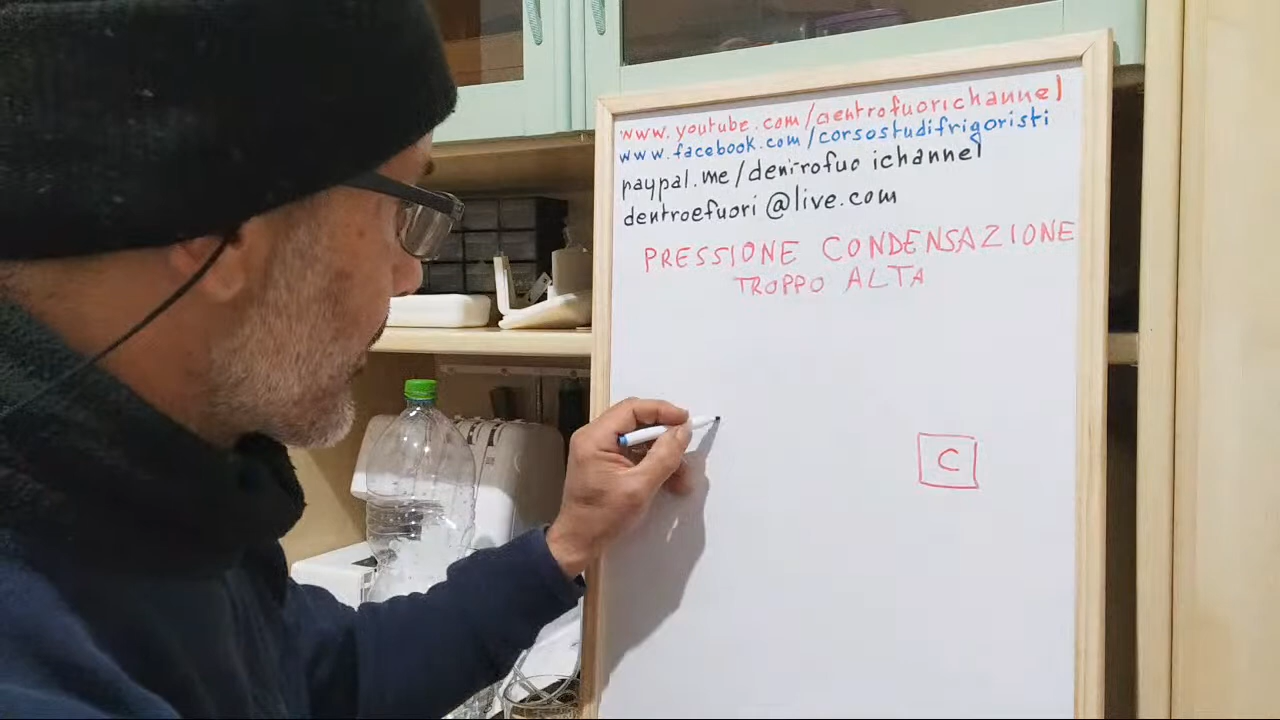 www.youtube.com/dentrofuorichannel
www.facebook.com/corsostudifrigoristi
paypal.me/dentrofuo ichannel
dentroefuori @live.com
PRESSIONE CONDENSAZIONE
TROPPO ALTA
C